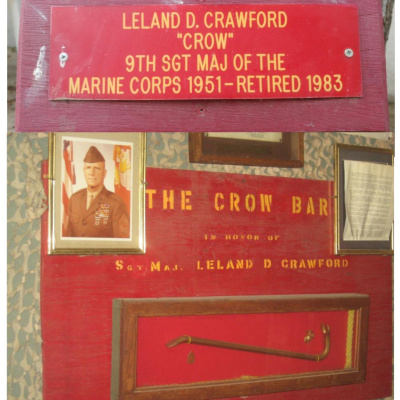 LELAND D. CRAWFORD
"CROW"
9TH SGT MAJ OF THE
MARINE CORPS 1951-RETIRED 1983
THE CROW BAR
IN HONOR OF
SGT MAJ. LELAND D CRAWFORD